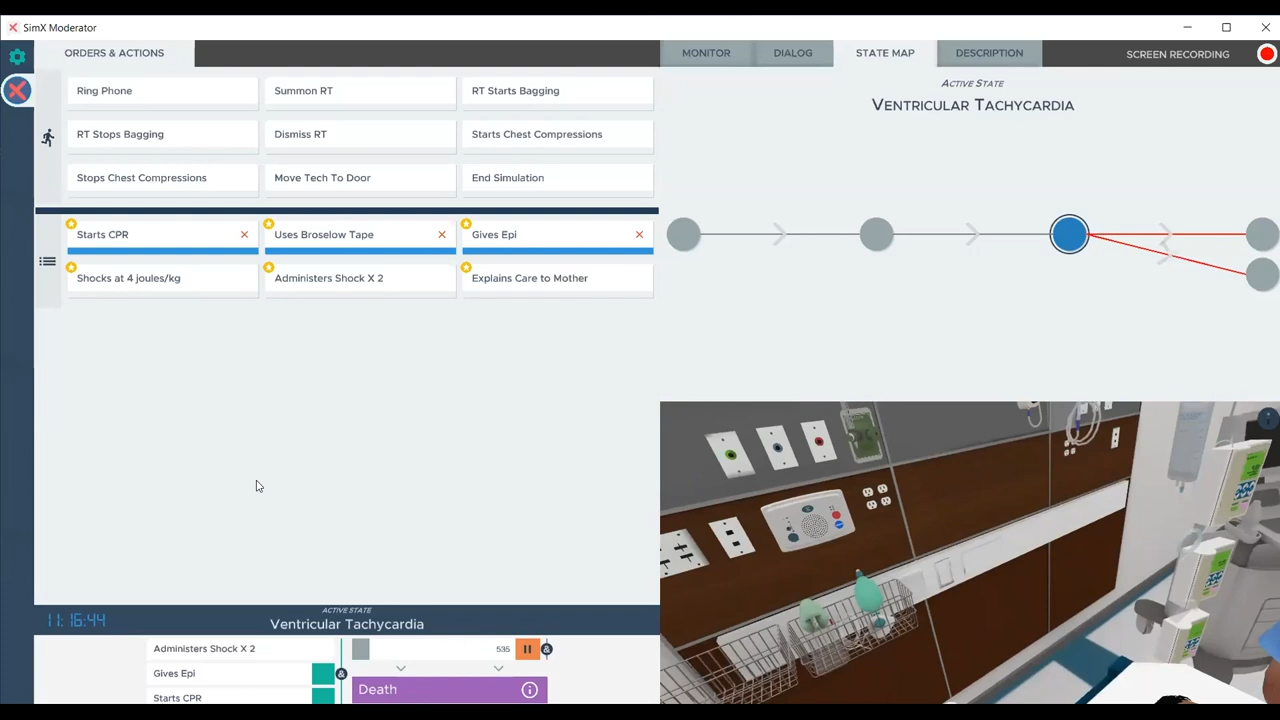 SimX Moderator
ORDERS & ACTIONS
MONITOR DIALOG STATE MAP DESCRIPTION SCREEN RECORDING
Ring Phone Summon RT RT Starts Bagging
RT Stops Bagging Dismiss RT Starts Chest Compressions
Stops Chest Compressions Move Tech To Door End Simulation
Starts CPR Uses Broselow Tape Gives Epi
Shocks at 4 joules/kg Administers Shock X 2 Explains Care to Mother
ACTIVE STATE
VENTRICULAR TACHYCARDIA
11:16:44
ACTIVE STATE
Ventricular Tachycardia
Administers Shock X 2 535 &
Gives Epi &
Starts CPR
Death